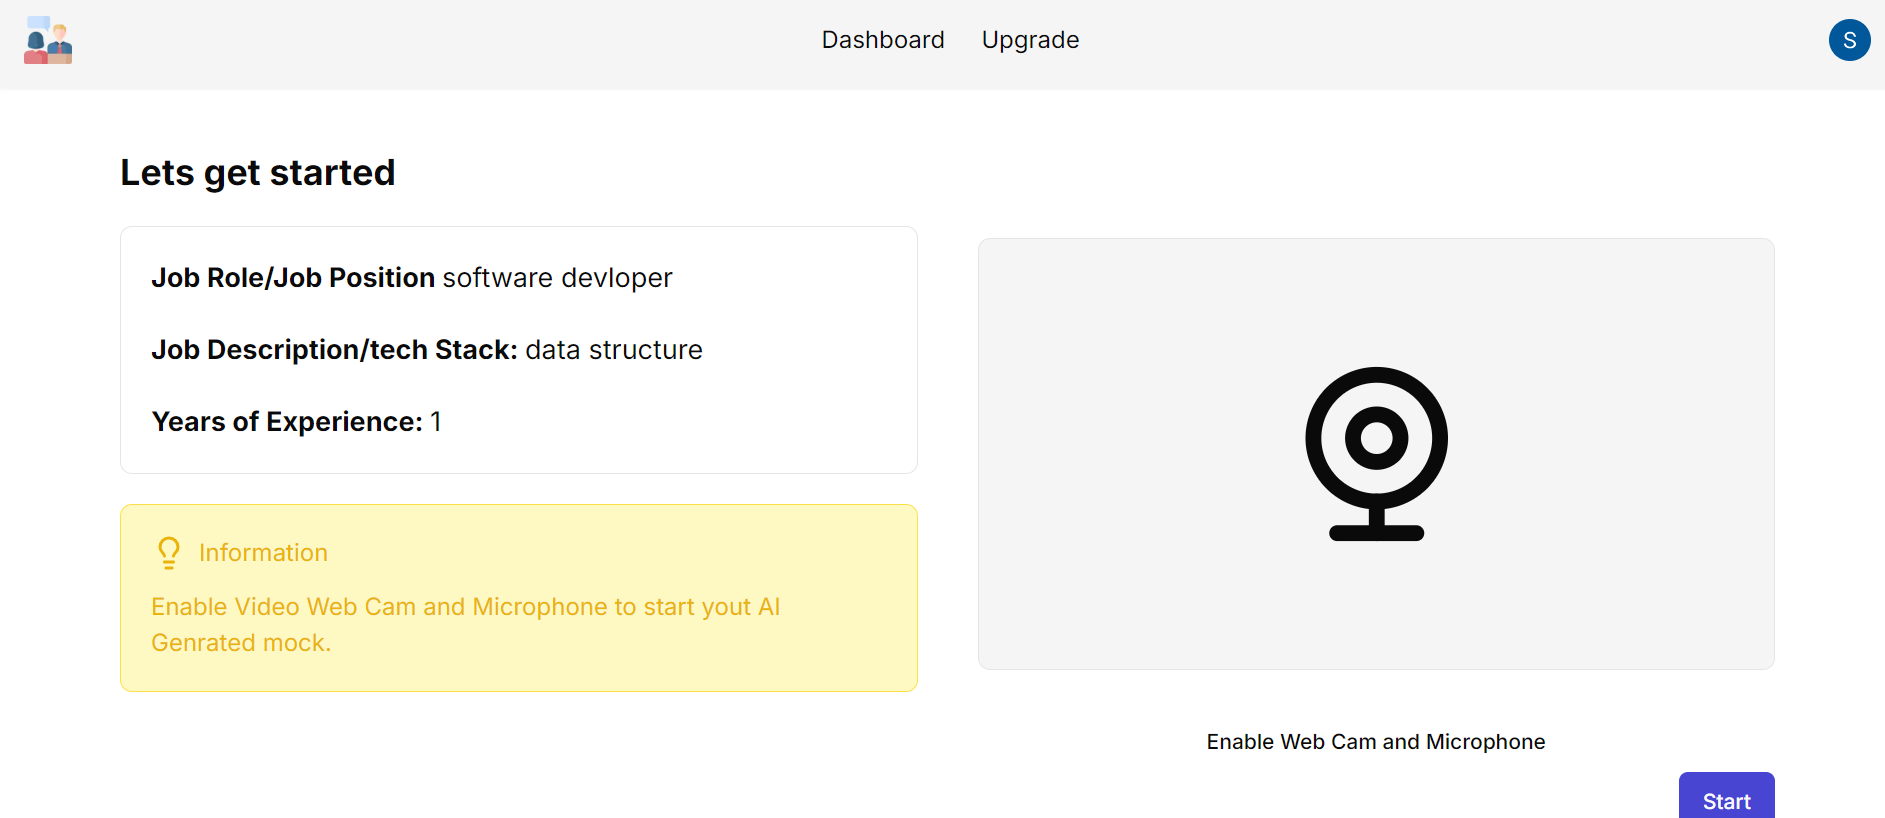 Dashboard Upgrade
S
Lets get started
Job Role/Job Position software devloper
Job Description/tech Stack: data structure
Years of Experience: 1
Information
Enable Video Web Cam and Microphone to start yout AI
Genrated mock.
Enable Web Cam and Microphone
Start